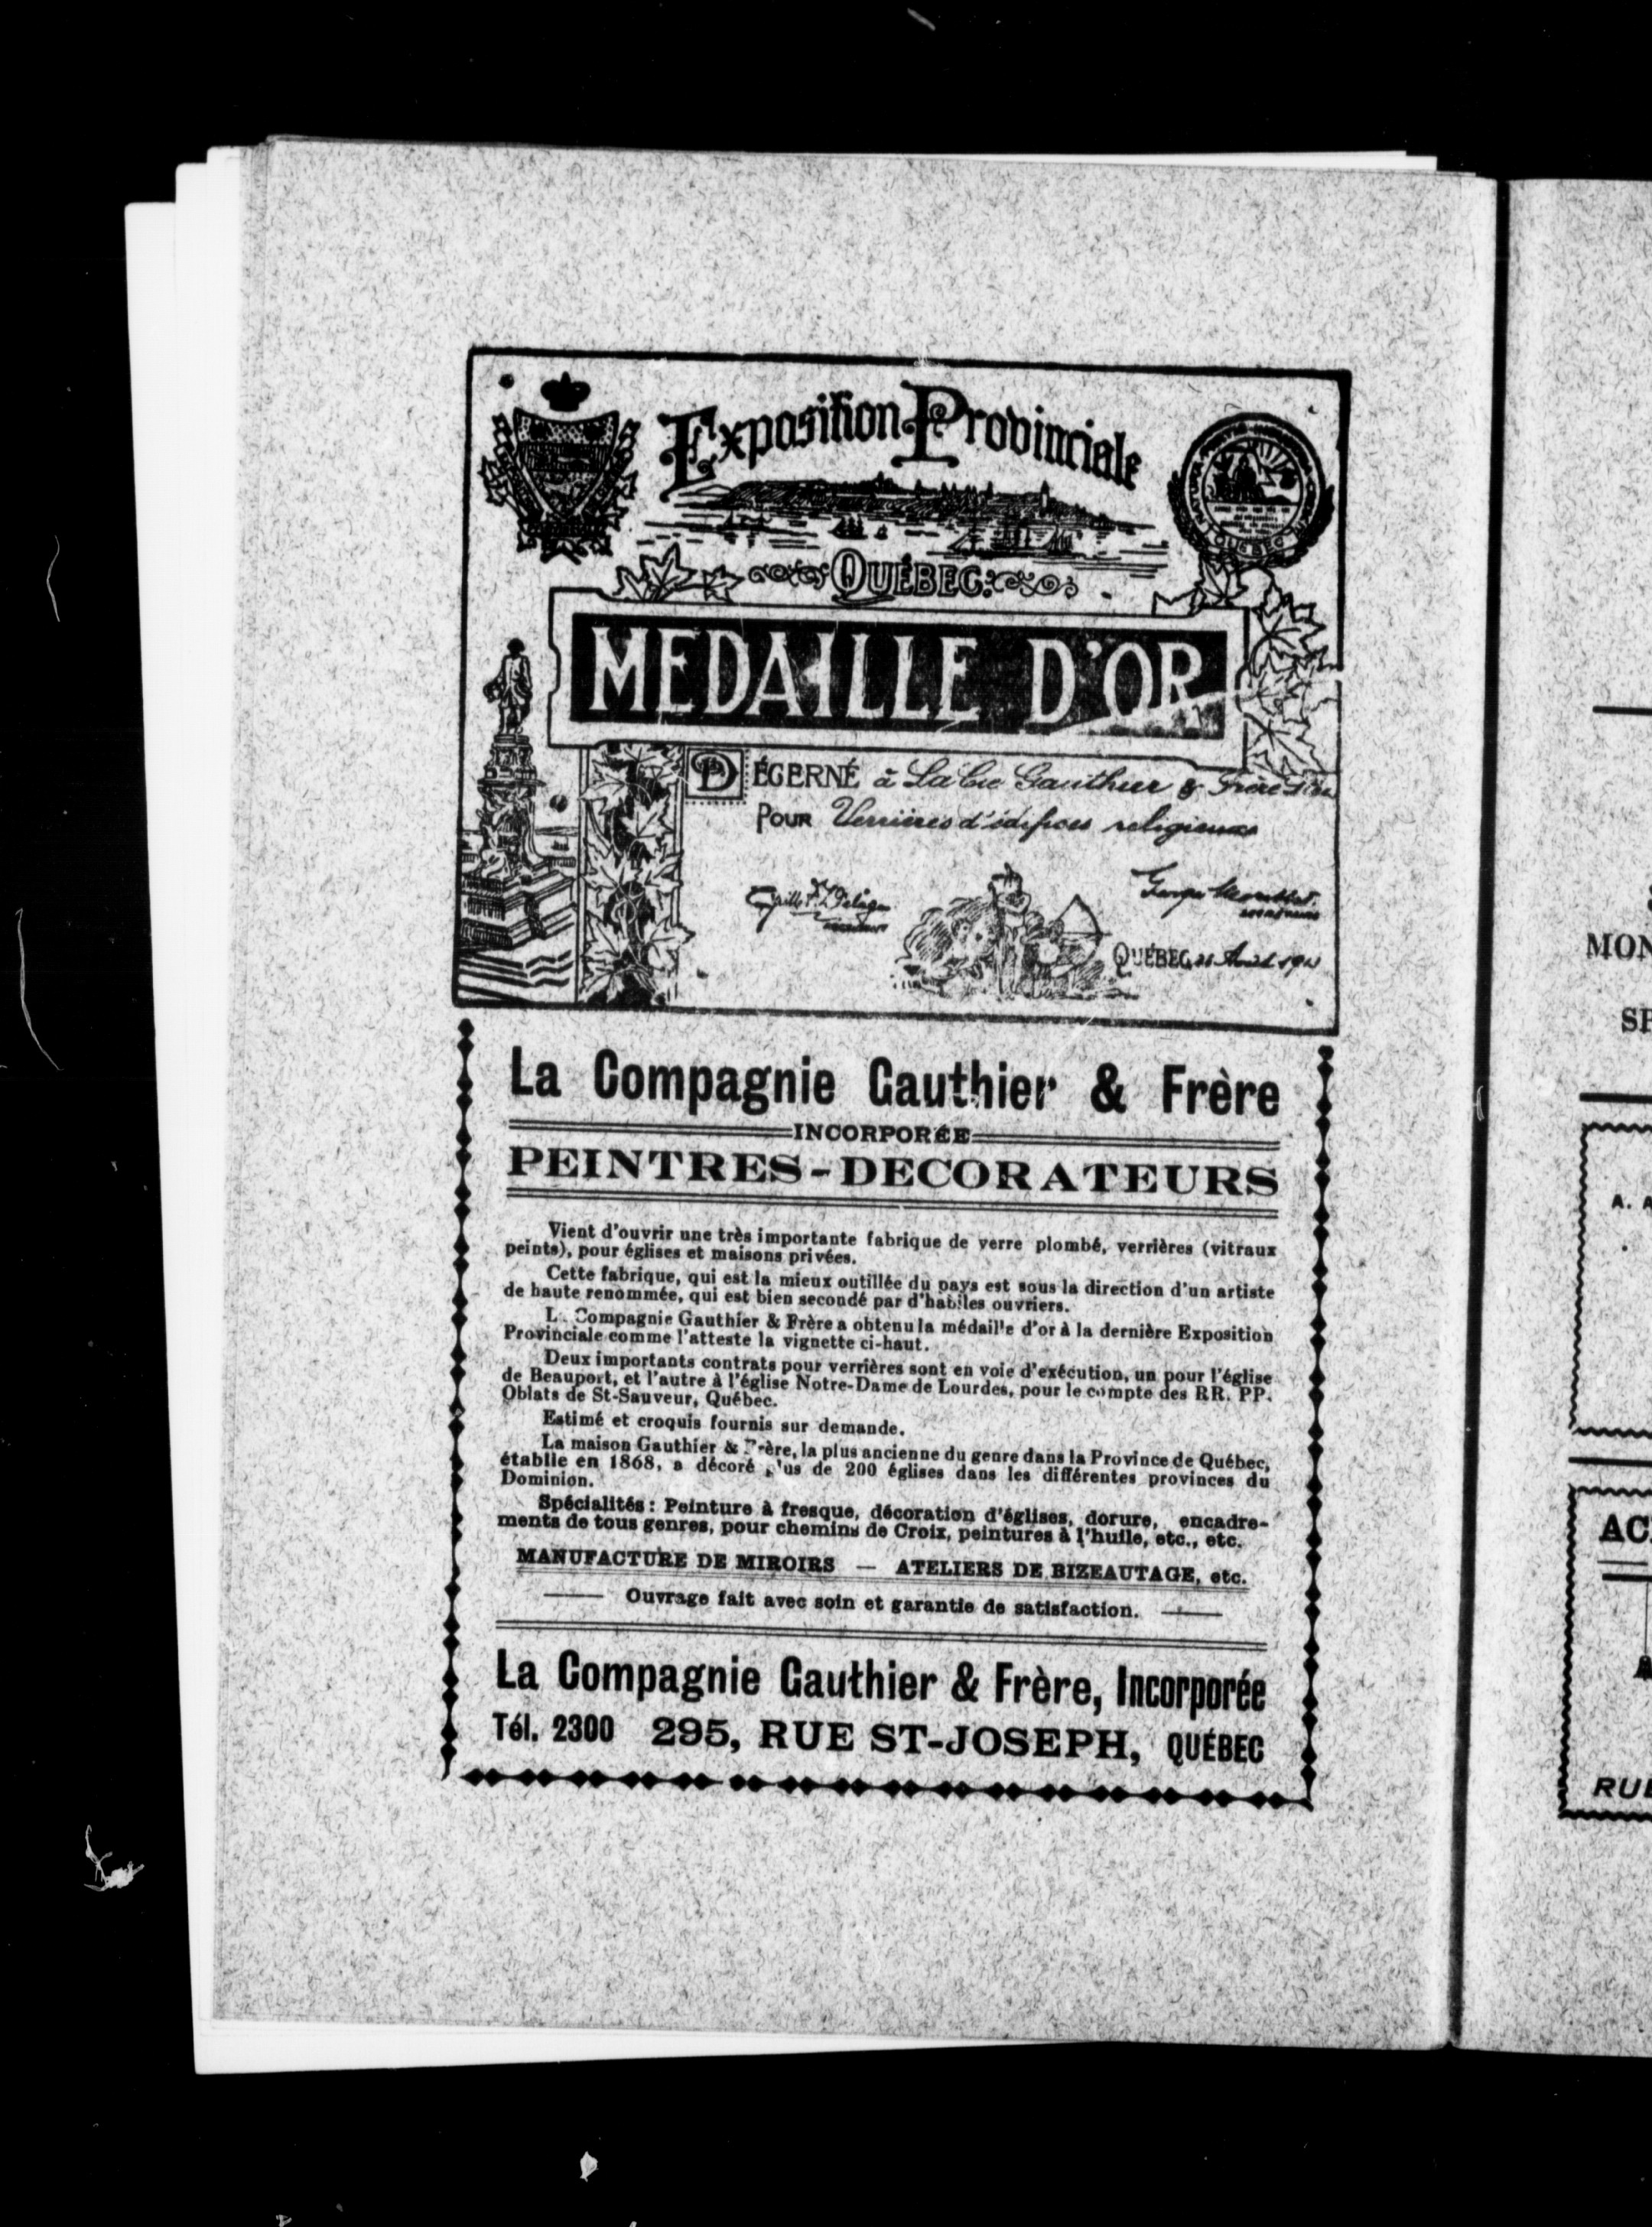 Exposition Provinciale
QUÉBEC.
MEDAILLE D'OR
DÉCERNÉ à La Cie Gauthier & Frère
POUR Verrières d'édifices religieux
QUÉBEC, Août
La Compagnie Gauthier & Frère
INCORPORÉE
PEINTRES-DECORATEURS
Vient d'ouvrir une très importante fabrique de verre plombé, verrières (vitraux
peints), pour églises et maisons privées.
Cette fabrique, qui est la mieux outillée du pays est sous la direction d'un artiste
de haute renommée, qui est bien secondé par d'habiles ouvriers.
L. Compagnie Gauthier & Frère a obtenu la médaille d'or à la dernière Exposition
Provinciale comme l'atteste la vignette ci-haut.
Deux importants contrats pour verrières sont en voie d'exécution, un pour l'église
de Beauport, et l'autre à l'église Notre-Dame de Lourdes, pour le compte des RR. PP.
Oblats de St-Sauveur, Québec.
Estimé et croquis fournis sur demande.
La maison Gauthier & Frère, la plus ancienne du genre dans la Province de Québec,
établie en 1868, a décoré plus de 200 églises dans les différentes provinces du
Dominion.
Spécialités : Peinture à fresque, décoration d'églises, dorure, encadre-
ments de tous genres, pour chemins de Croix, peintures à l'huile, etc., etc.
MANUFACTURE DE MIROIRS — ATELIERS DE BIZEAUTAGE, etc.
Ouvrage fait avec soin et garantie de satisfaction.
La Compagnie Gauthier & Frère, Incorporée
Tél. 2300 295, RUE ST-JOSEPH, QUÉBEC
MON
A. A
AC
RUE